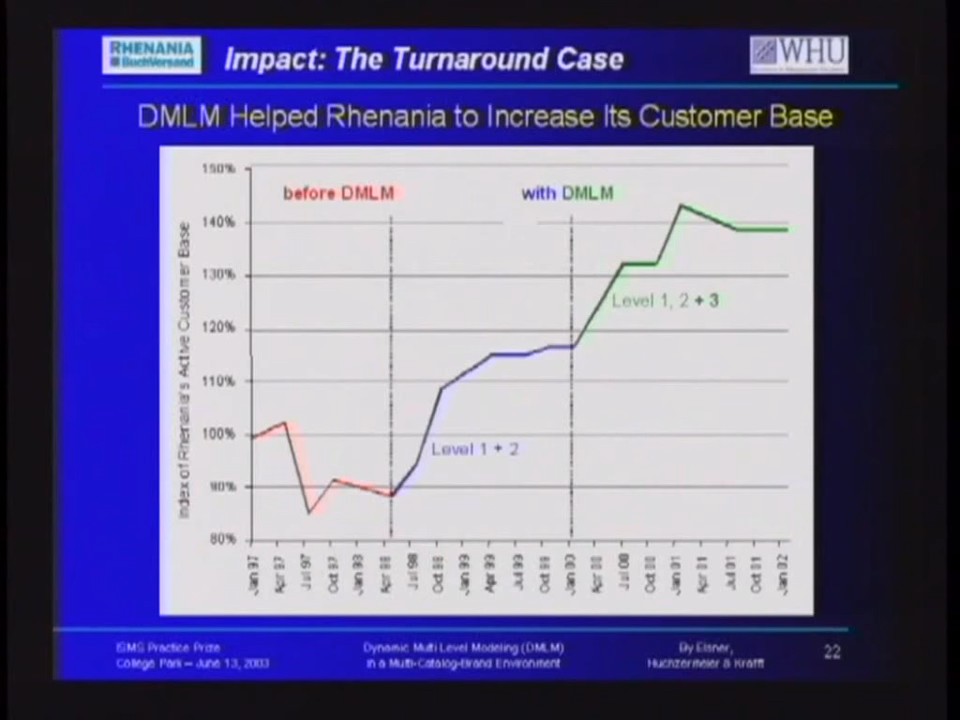 RHENANIA
BuchVersand
Impact: The Turnaround Case
WHU
DMLM Helped Rhenania to Increase Its Customer Base
150%
before DMLM
with DMLM
140%
130%
Level 1, 2 + 3
120%
110%
100%
Level 1 + 2
90%
80%
Index of Rhenania's Active Customer Base
Jan 97
Apr 97
Jul 97
Oct 97
Jan 98
Apr 98
Jul 98
Oct 98
Jan 99
Apr 99
Jul 99
Oct 99
Jan 00
Apr 00
Jul 00
Oct 00
Jan 01
Apr 01
Jul 01
Oct 01
Jan 02
ISMS Practice Prize
College Park – June 13, 2003
Dynamic Multi Level Modeling (DMLM)
in a Multi-Catalog-Brand Environment
By Elsner,
Huchzermeier & Krafft
22